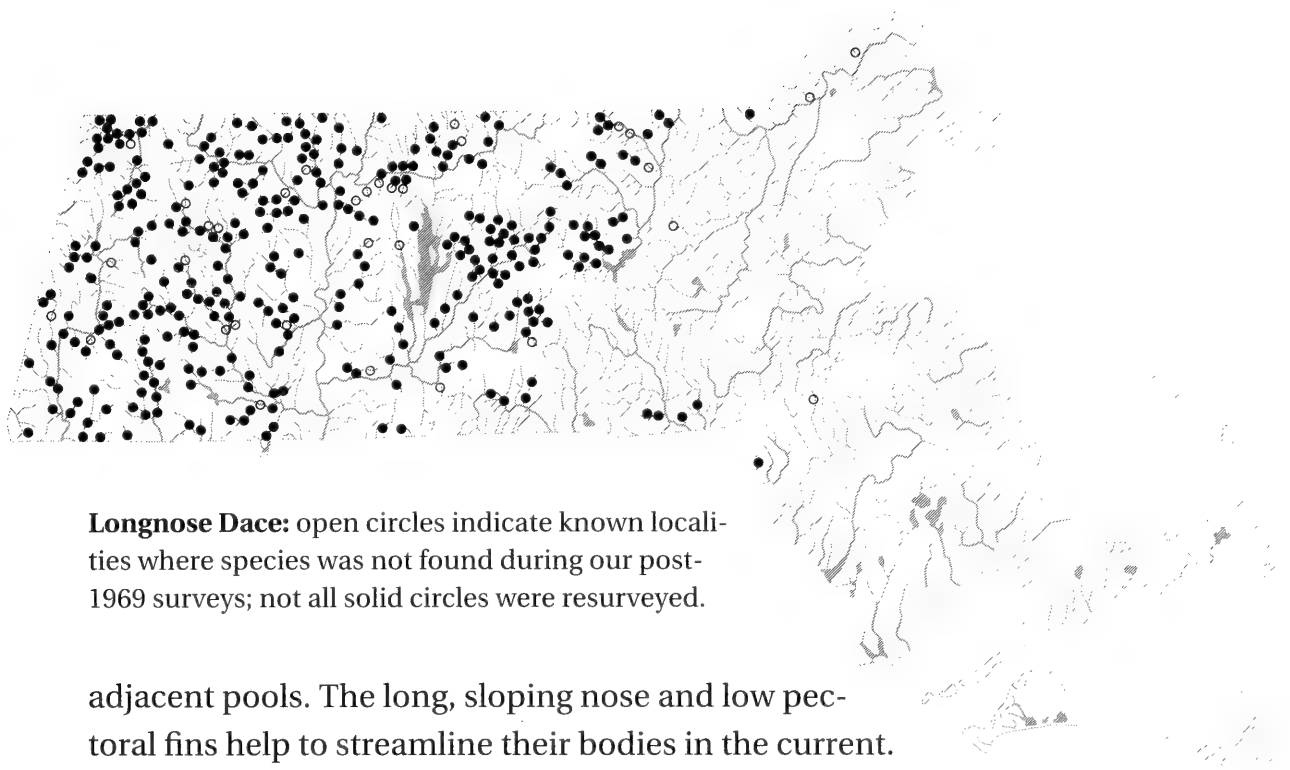 Longnose Dace: open circles indicate known locali-
ties where species was not found during our post-
1969 surveys; not all solid circles were resurveyed.
adjacent pools. The long, sloping nose and low pec-
toral fins help to streamline their bodies in the current.